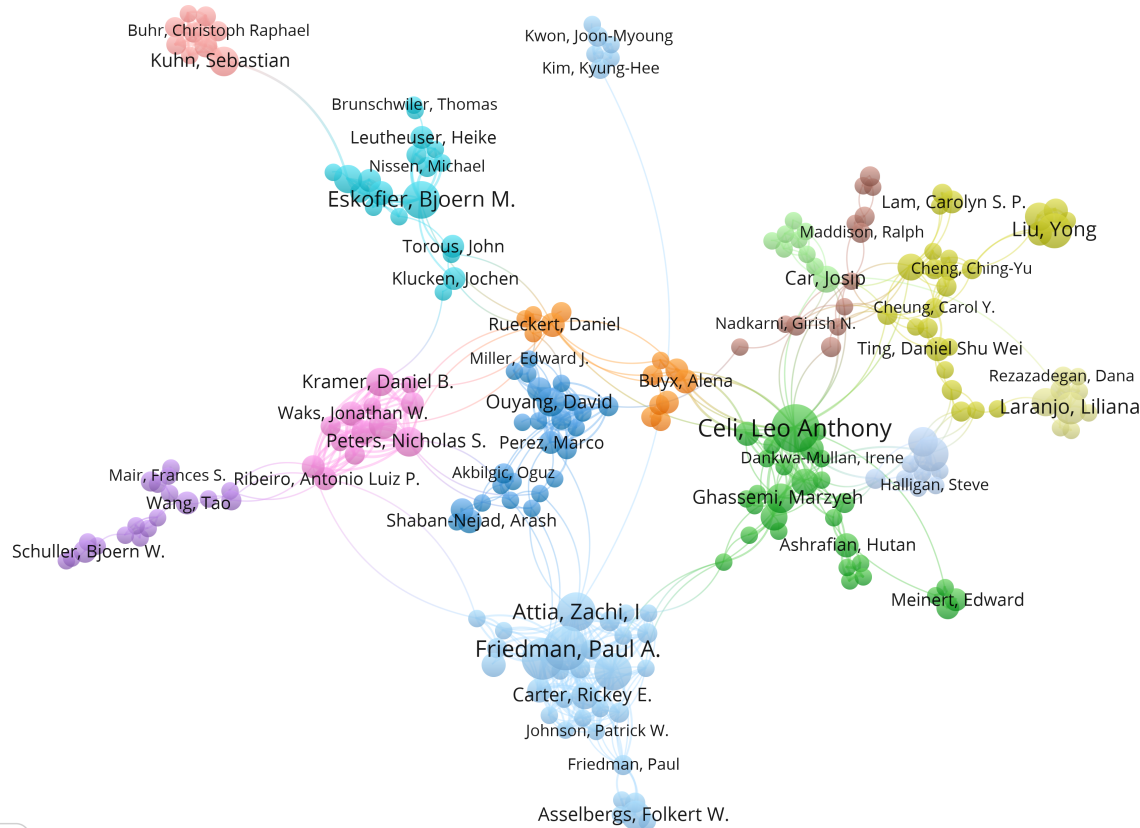 Buhr, Christoph Raphael
Kwon, Joon-Myoung
Kuhn, Sebastian
Kim, Kyung-Hee
Brunschwiler, Thomas
Leutheuser, Heike
Nissen, Michael
Eskofier, Bjoern M.
Lam, Carolyn S. P.
Liu, Yong
Maddison, Ralph
Torous, John
Cheng, Ching-Yu
Klucken, Jochen
Car, Josip
Cheung, Carol Y.
Rueckert, Daniel
Nadkarni, Girish N.
Ting, Daniel Shu Wei
Miller, Edward J.
Rezazadegan, Dana
Kramer, Daniel B.
Buyx, Alena
Ouyang, David
Laranjo, Liliana
Waks, Jonathan W.
Celi, Leo Anthony
Peters, Nicholas S.
Perez, Marco
Dankwa-Mullan, Irene
Mair, Frances S.
Ribeiro, Antonio Luiz P.
Akbilgic, Oguz
Halligan, Steve
Wang, Tao
Ghassemi, Marzyeh
Shaban-Nejad, Arash
Schuller, Bjoern W.
Ashrafian, Hutan
Meinert, Edward
Attia, Zachi, I
Friedman, Paul A.
Carter, Rickey E.
Johnson, Patrick W.
Friedman, Paul
Asselbergs, Folkert W.